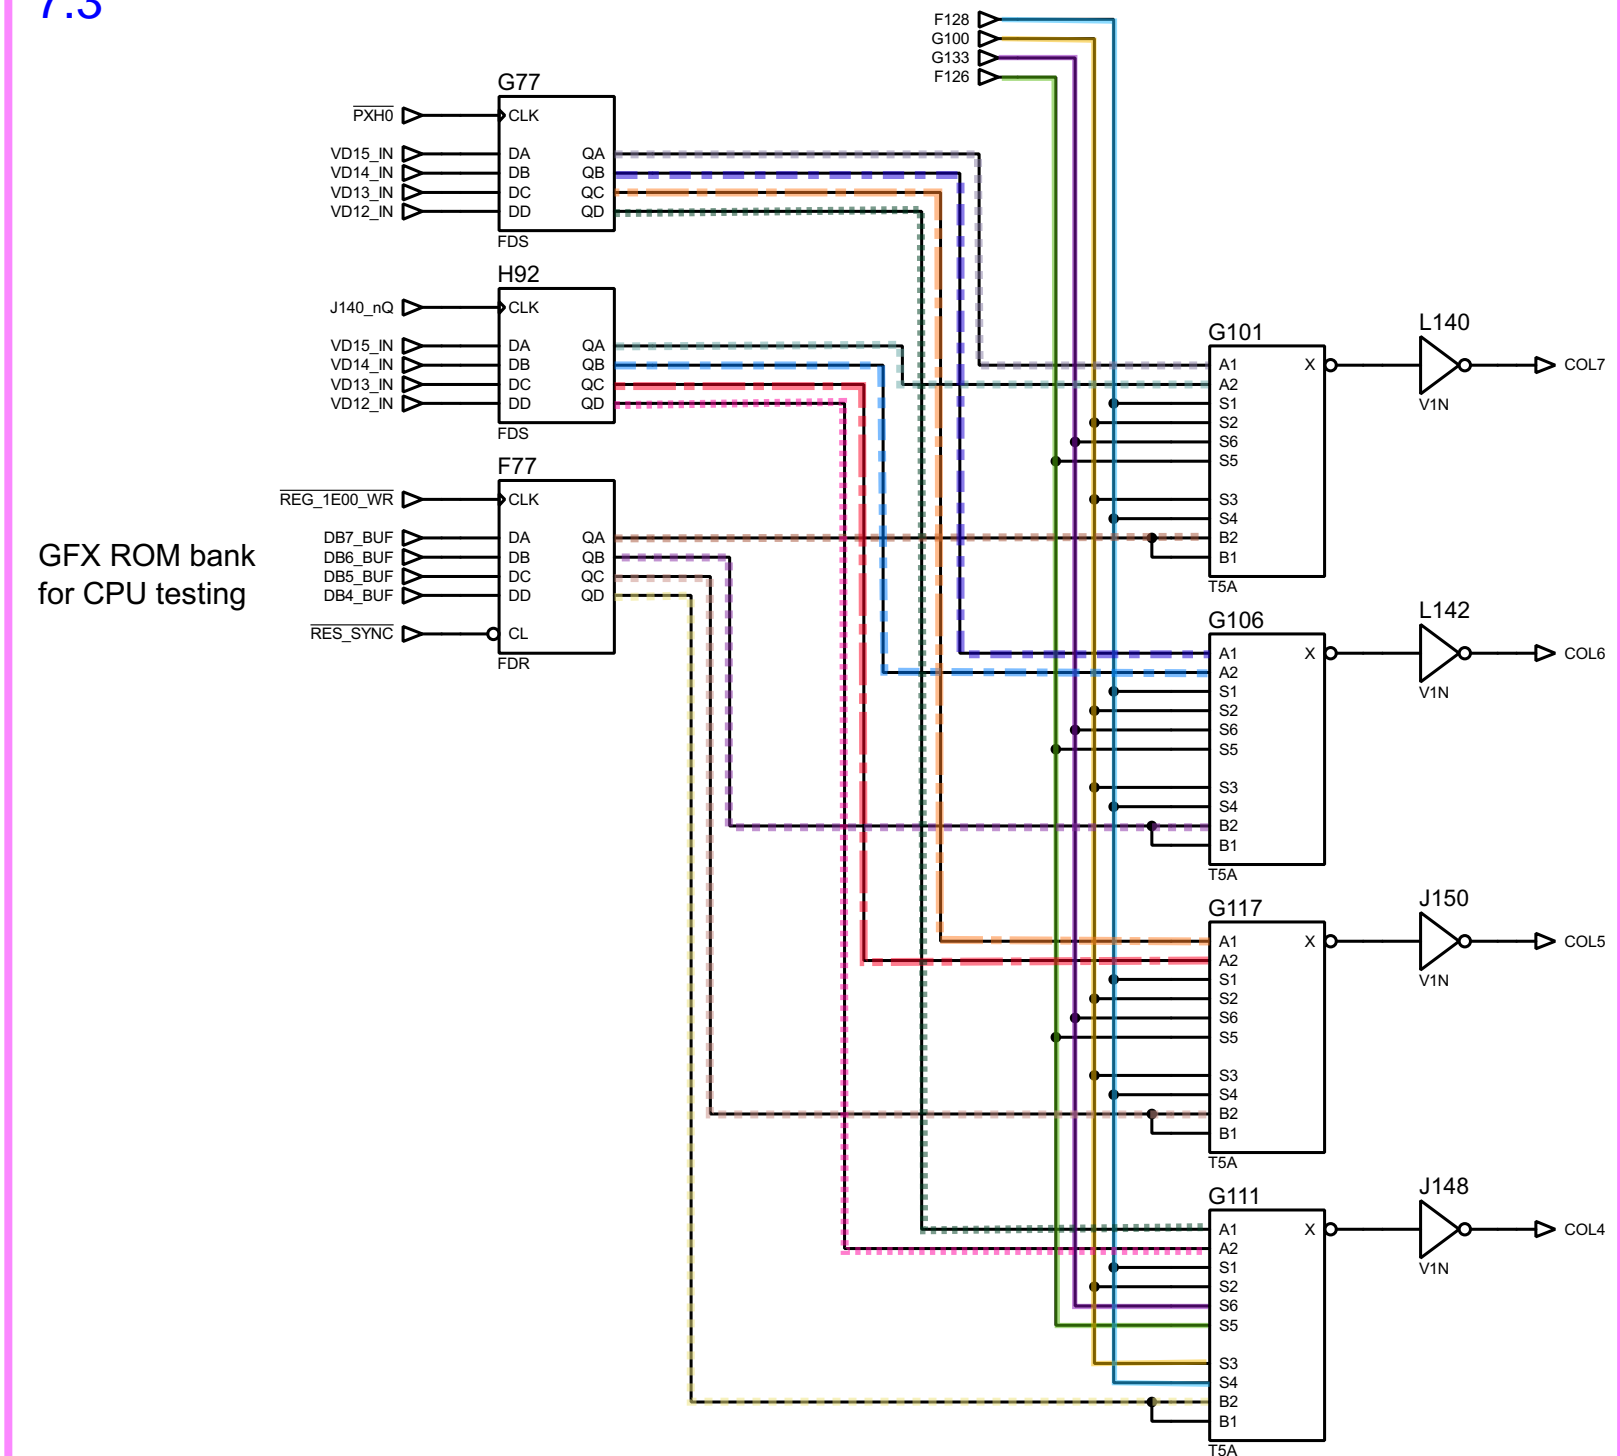 7.3
F128
G100
G133
F126
G77
PXH0
CLK
VD15_IN DA QA
VD14_IN DB QB
VD13_IN DC QC
VD12_IN DD QD
FDS
H92
J140_nQ
CLK
VD15_IN DA QA
VD14_IN DB QB
VD13_IN DC QC
VD12_IN DD QD
FDS
F77
REG_1E00_WR
CLK
DB7_BUF DA QA
DB6_BUF DB QB
DB5_BUF DC QC
DB4_BUF DD QD
RES_SYNC CL
FDR
GFX ROM bank
for CPU testing
G101
A1 X
A2
S1
S2
S6
S5
S3
S4
B2
B1
T5A
L140
V1N
COL7
G106
A1 X
A2
S1
S2
S6
S5
S3
S4
B2
B1
T5A
L142
V1N
COL6
G117
A1 X
A2
S1
S2
S6
S5
S3
S4
B2
B1
T5A
J150
V1N
COL5
G111
A1 X
A2
S1
S2
S6
S5
S3
S4
B2
B1
T5A
J148
V1N
COL4